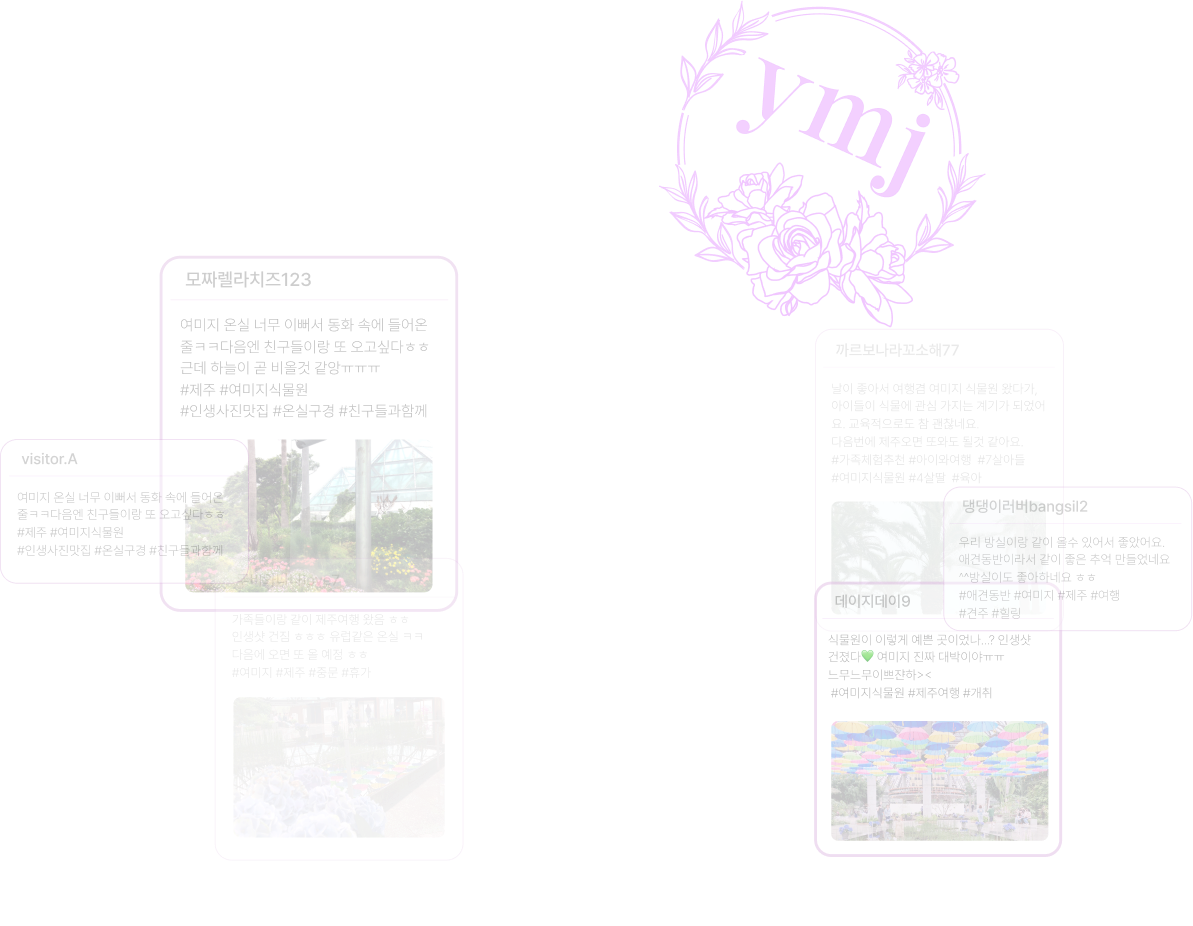 ymj
모짜렐라치즈123
여미지 온실 너무 이뻐서 동화 속에 들어온
줄ㅋㅋ다음엔 친구들이랑 또 오고싶다ㅎㅎ
근데 하늘이 곧 비올것 같앙ㅠㅠㅠ
#제주 #여미지식물원
#인생사진맛집 #온실구경 #친구들과함께
visitor.A
여미지 온실 너무 이뻐서 동화 속에 들어온
줄ㅋㅋ다음엔 친구들이랑 또 오고싶다ㅎㅎ
#제주 #여미지식물원
#인생사진맛집 #온실구경 #친구들과함께
가족들이랑 같이 제주여행 왔음 ㅎㅎ
인생샷 건짐 ㅎㅎㅎ 유럽같은 온실 ㅋㅋ
다음에 오면 또 올 예정 ㅎㅎ
#여미지 #제주 #중문 #휴가
까르보나라꼬소해77
날이 좋아서 여행겸 여미지 식물원 왔다가,
아이들이 식물에 관심 가지는 계기가 되었어
요. 교육적으로도 참 괜찮네요.
다음번에 제주오면 또와도 될것 같아요.
#가족체험추천 #아이와여행 #7살아들
#여미지식물원 #4살딸 #육아
댕댕이러버bangsil2
우리 방실이랑 같이 올수 있어서 좋았어요.
애견동반이라서 같이 좋은 추억 만들었네요
^^방실이도 좋아하네요 ㅎㅎ
#애견동반 #여미지 #제주 #여행
#견주 #힐링
데이지데이9
식물원이 이렇게 예쁜 곳이었나...? 인생샷
건졌다💚 여미지 진짜 대박이야ㅠㅠ
느무느무이쁘쟌하><
#여미지식물원 #제주여행 #개취